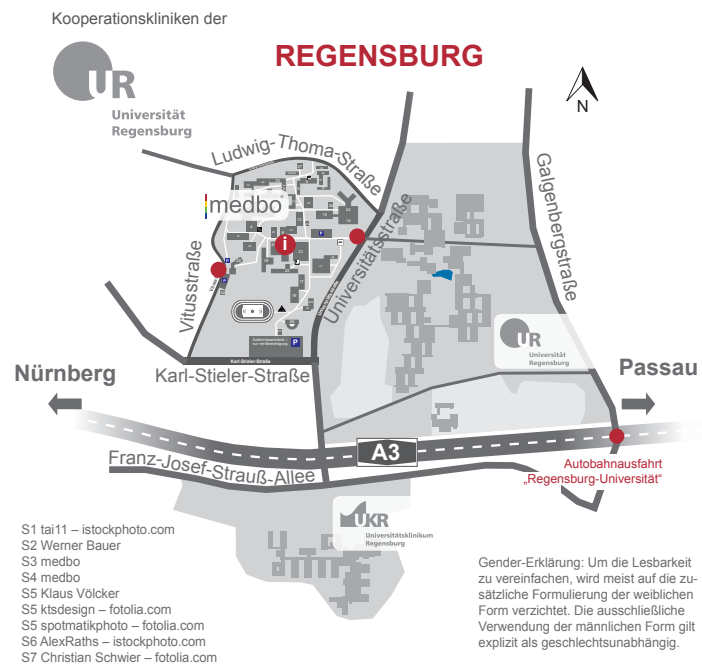 Kooperationskliniken der
UR
Universität
Regensburg
REGENSBURG
N
Ludwig-Thoma-Straße
medbo
i
Vitusstraße
Universitätsstraße
Galgenbergstraße
P
P
P
UR
Universität
Regensburg
Karl-Stieler-Straße
Karl-Stieler-Straße
Nürnberg
Passau
A3
Franz-Josef-Strauß-Allee
Autobahnausfahrt
„Regensburg-Universität“
UKR
Universitätsklinikum
Regensburg
S1 tai11 – istockphoto.com
S2 Werner Bauer
S3 medbo
S4 medbo
S5 Klaus Völcker
S5 ktsdesign – fotolia.com
S5 spotmatikphoto – fotolia.com
S6 AlexRaths – istockphoto.com
S7 Christian Schwier – fotolia.com
Gender-Erklärung: Um die Lesbarkeit
zu vereinfachen, wird meist auf die zu-
sätzliche Formulierung der weiblichen
Form verzichtet. Die ausschließliche
Verwendung der männlichen Form gilt
explizit als geschlechtsunabhängig.